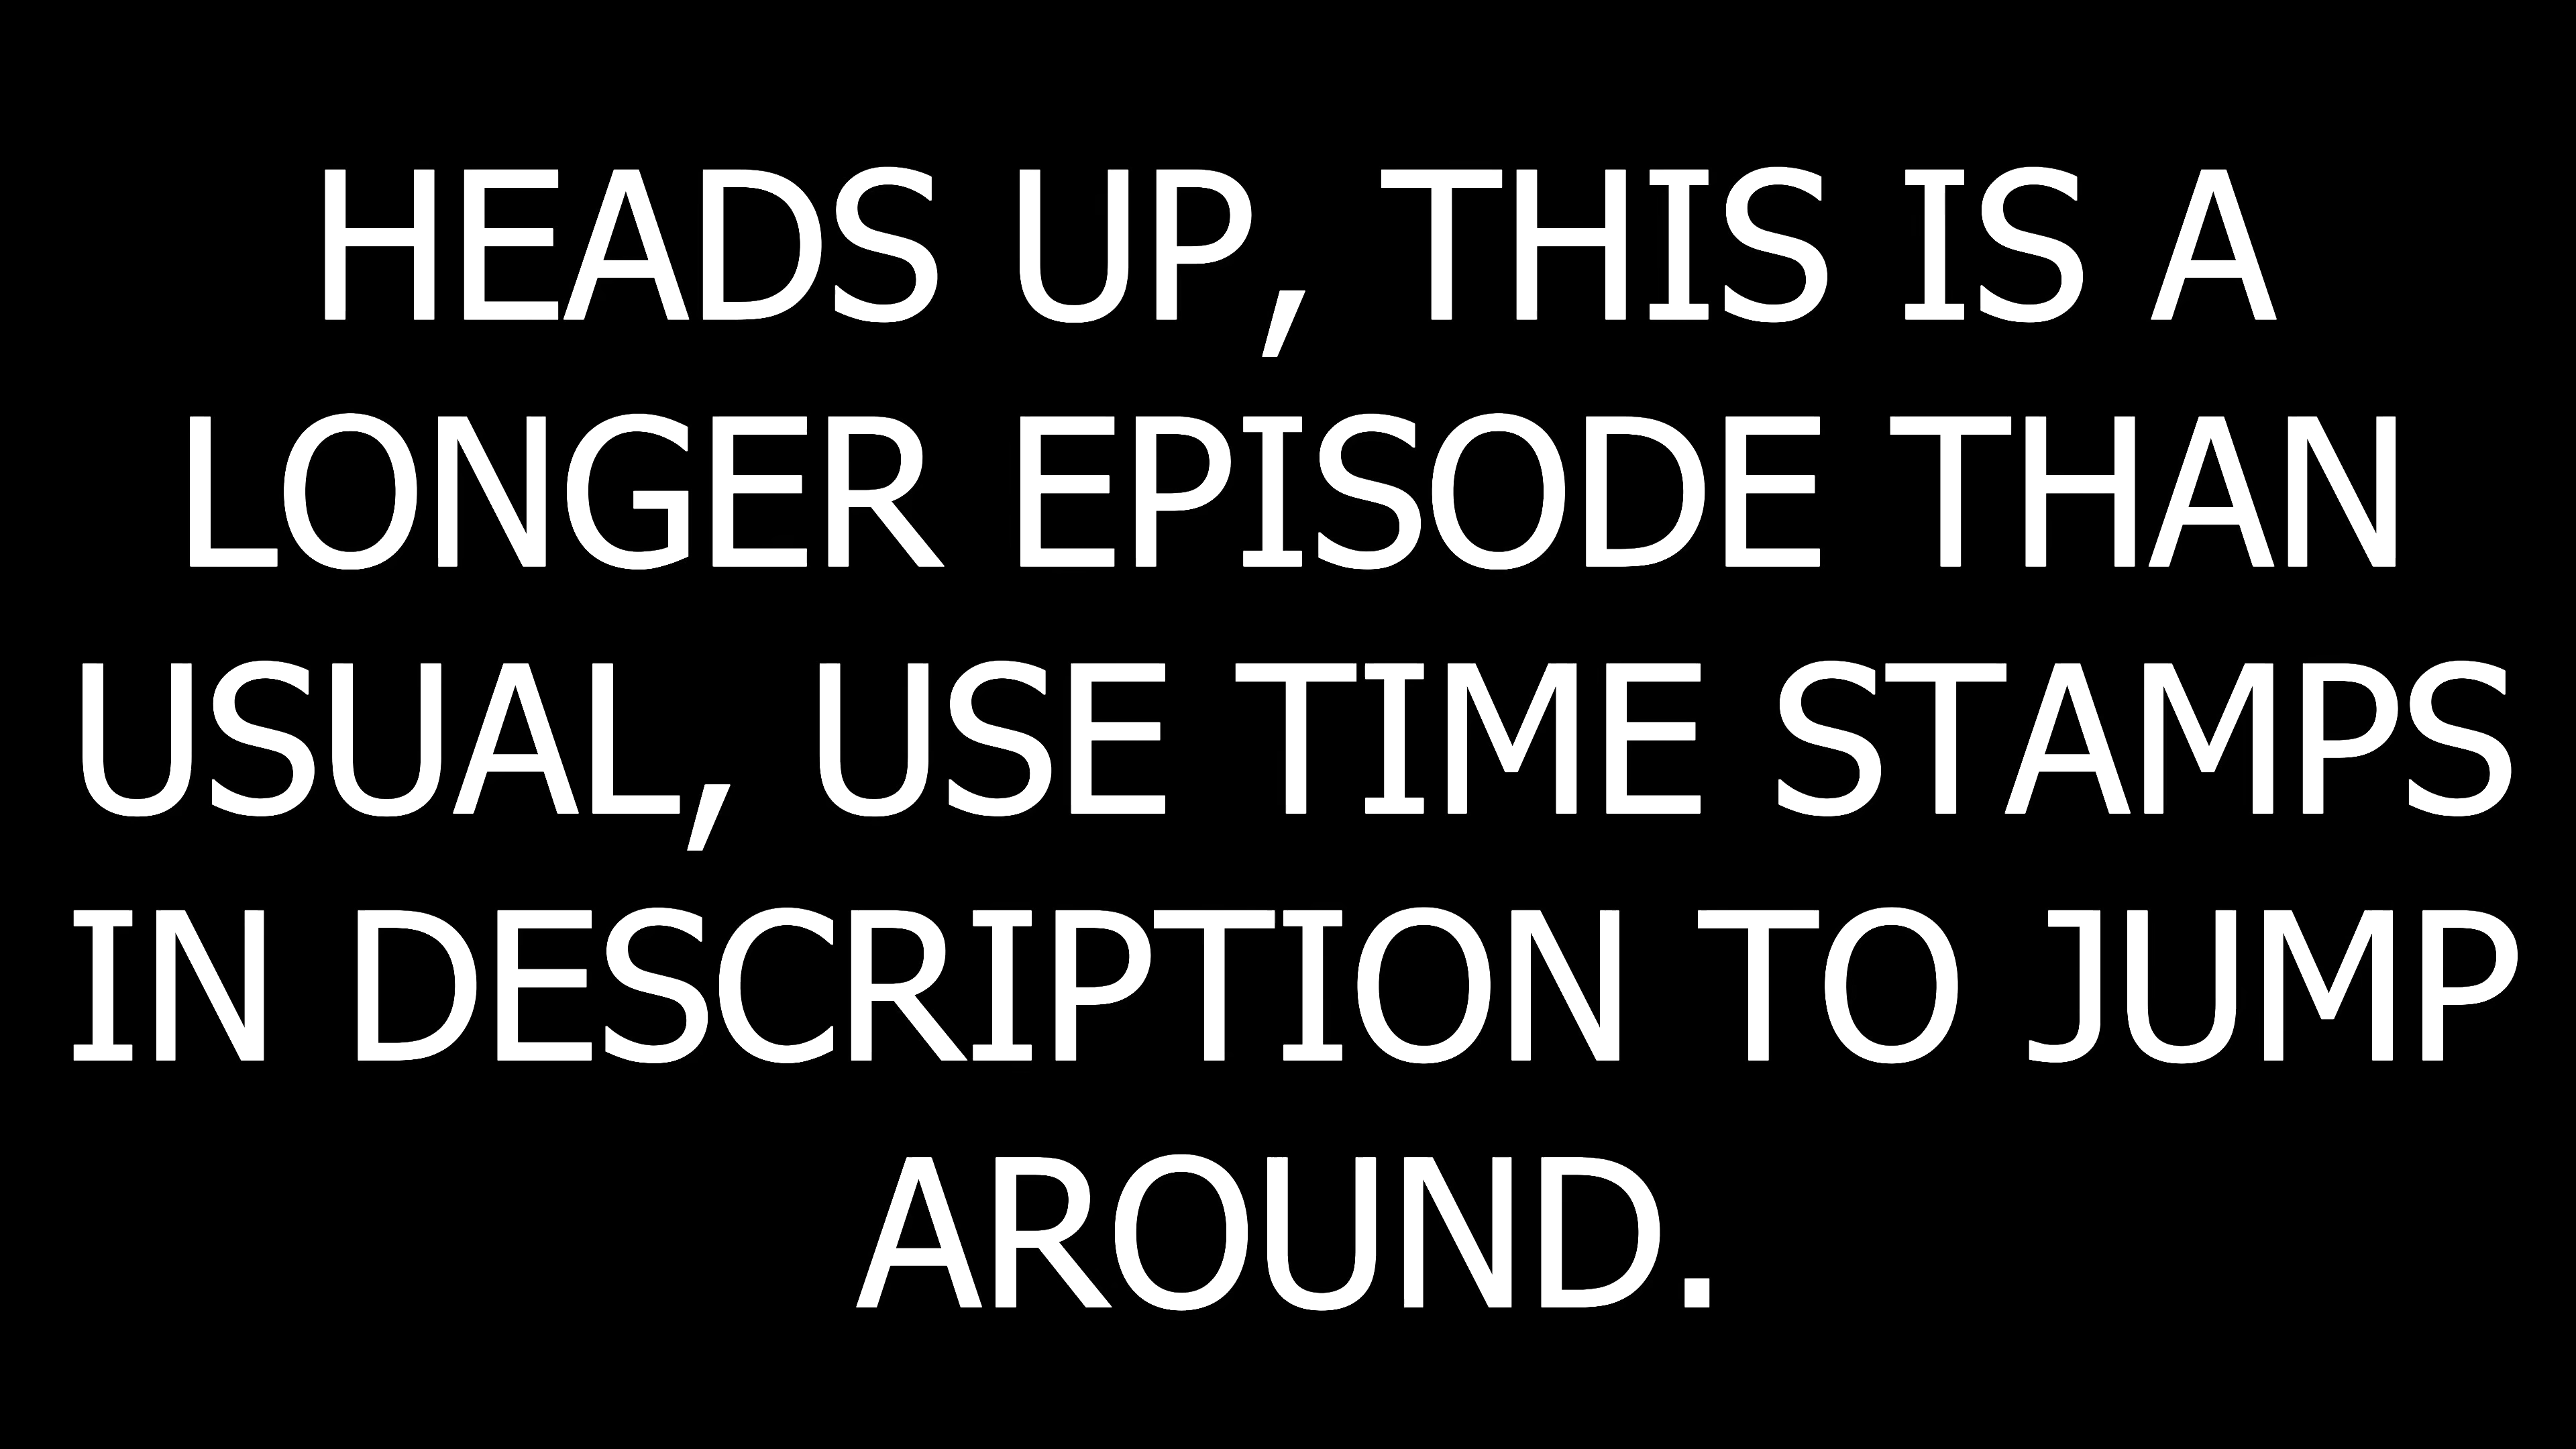 HEADS UP, THIS IS A
LONGER EPISODE THAN
USUAL, USE TIME STAMPS
IN DESCRIPTION TO JUMP
AROUND.